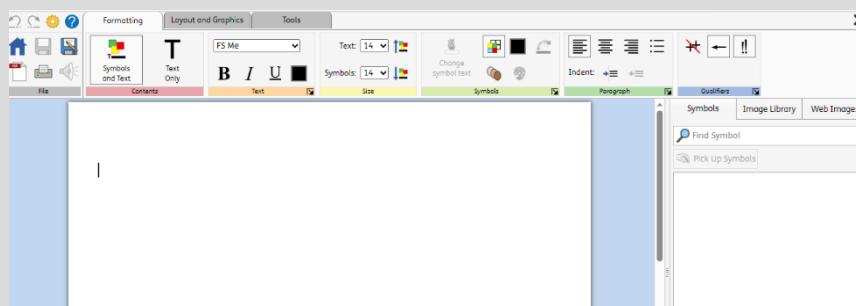 Formatting Layout and Graphics Tools
FS Me Text: 14
Symbols and Text
Text Only
B I U Symbols: 14
Change symbol text
Indent:
File Contents Text Size Symbols Paragraph Qualifiers
Symbols Image Library Web Image
Find Symbol
Pick Up Symbols